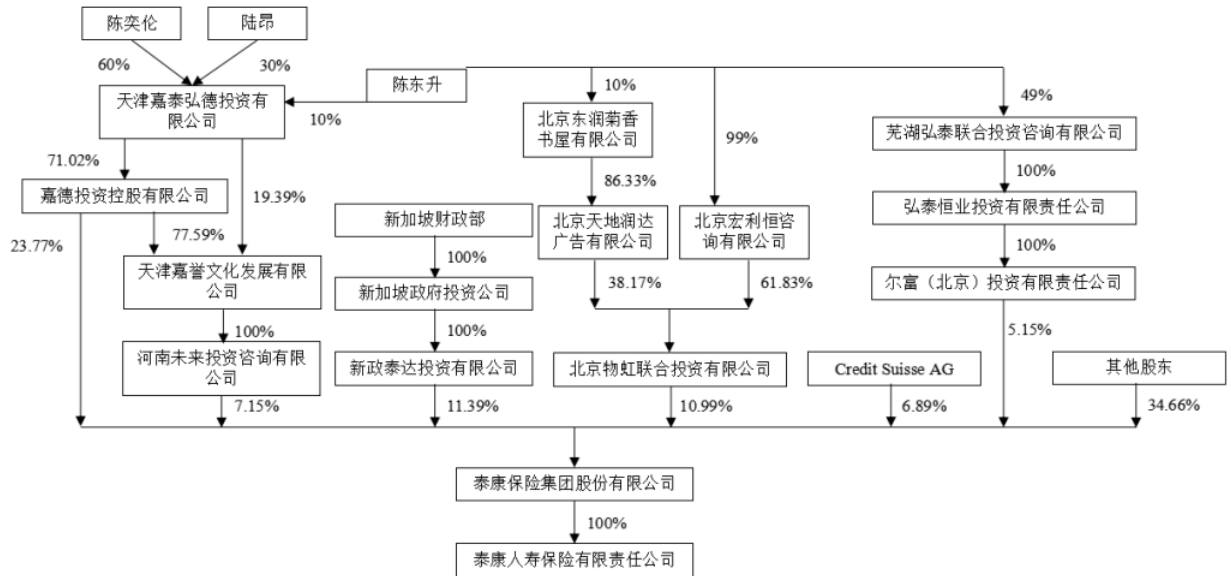 陈奕伦
陆昂
60%
30%
陈东升
10%
49%
天津嘉泰弘德投资有
限公司
10%
北京东润菊香
书屋有限公司
99%
芜湖弘泰联合投资咨询有限公司
71.02%
19.39%
86.33%
100%
嘉德投资控股有限公司
新加坡财政部
北京天地润达
广告有限公司
北京宏利恒咨
询有限公司
弘泰恒业投资有限责任公司
23.77%
77.59%
100%
100%
天津嘉誉文化发展有限
公司
新加坡政府投资公司
38.17%
61.83%
尔富（北京）投资有限责任公司
100%
100%
5.15%
河南未来投资咨询有限
公司
新政泰达投资有限公司
北京物虹联合投资有限公司
Credit Suisse AG
其他股东
7.15%
11.39%
10.99%
6.89%
34.66%
泰康保险集团股份有限公司
100%
泰康人寿保险有限责任公司